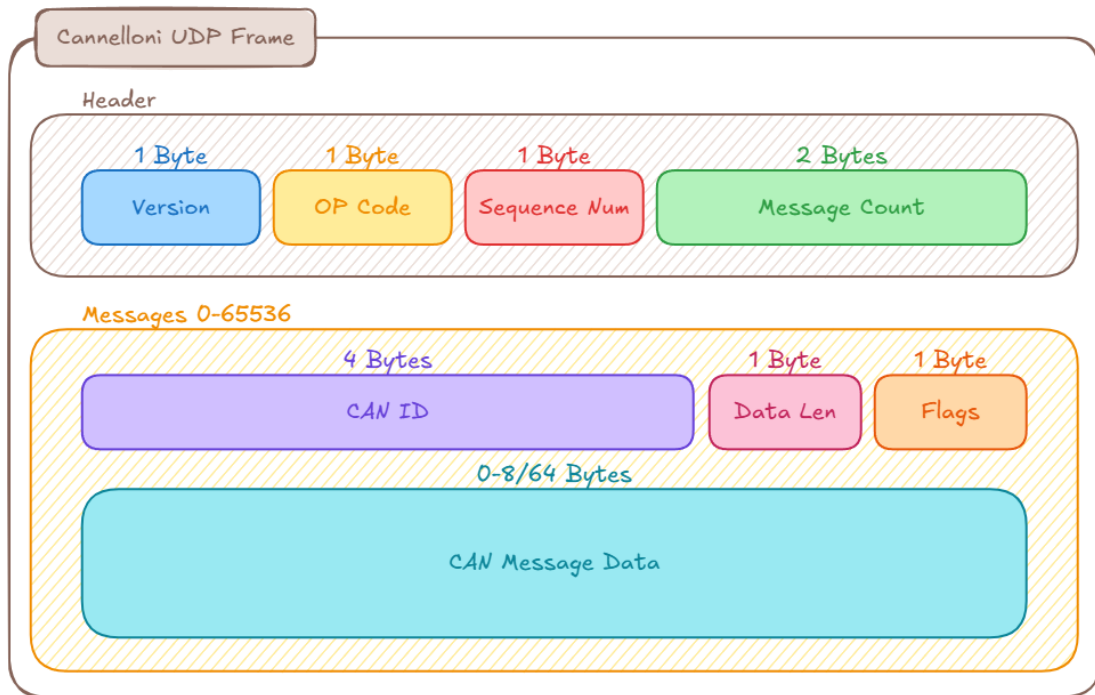 Cannelloni UDP Frame
Header
1 Byte
1 Byte
1 Byte
2 Bytes
Version
OP Code
Sequence Num
Message Count
Messages 0-65536
4 Bytes
1 Byte
1 Byte
CAN ID
Data Len
Flags
0-8/64 Bytes
CAN Message Data